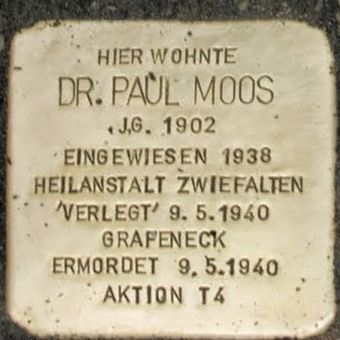 HIER WOHNTE
DR. PAUL MOOS
JG. 1902
EINGEWIESEN 1938
HEILANSTALT ZWIEFALTEN
'VERLEGT' 9.5.1940
GRAFENECK
ERMORDET 9.5.1940
AKTION T4